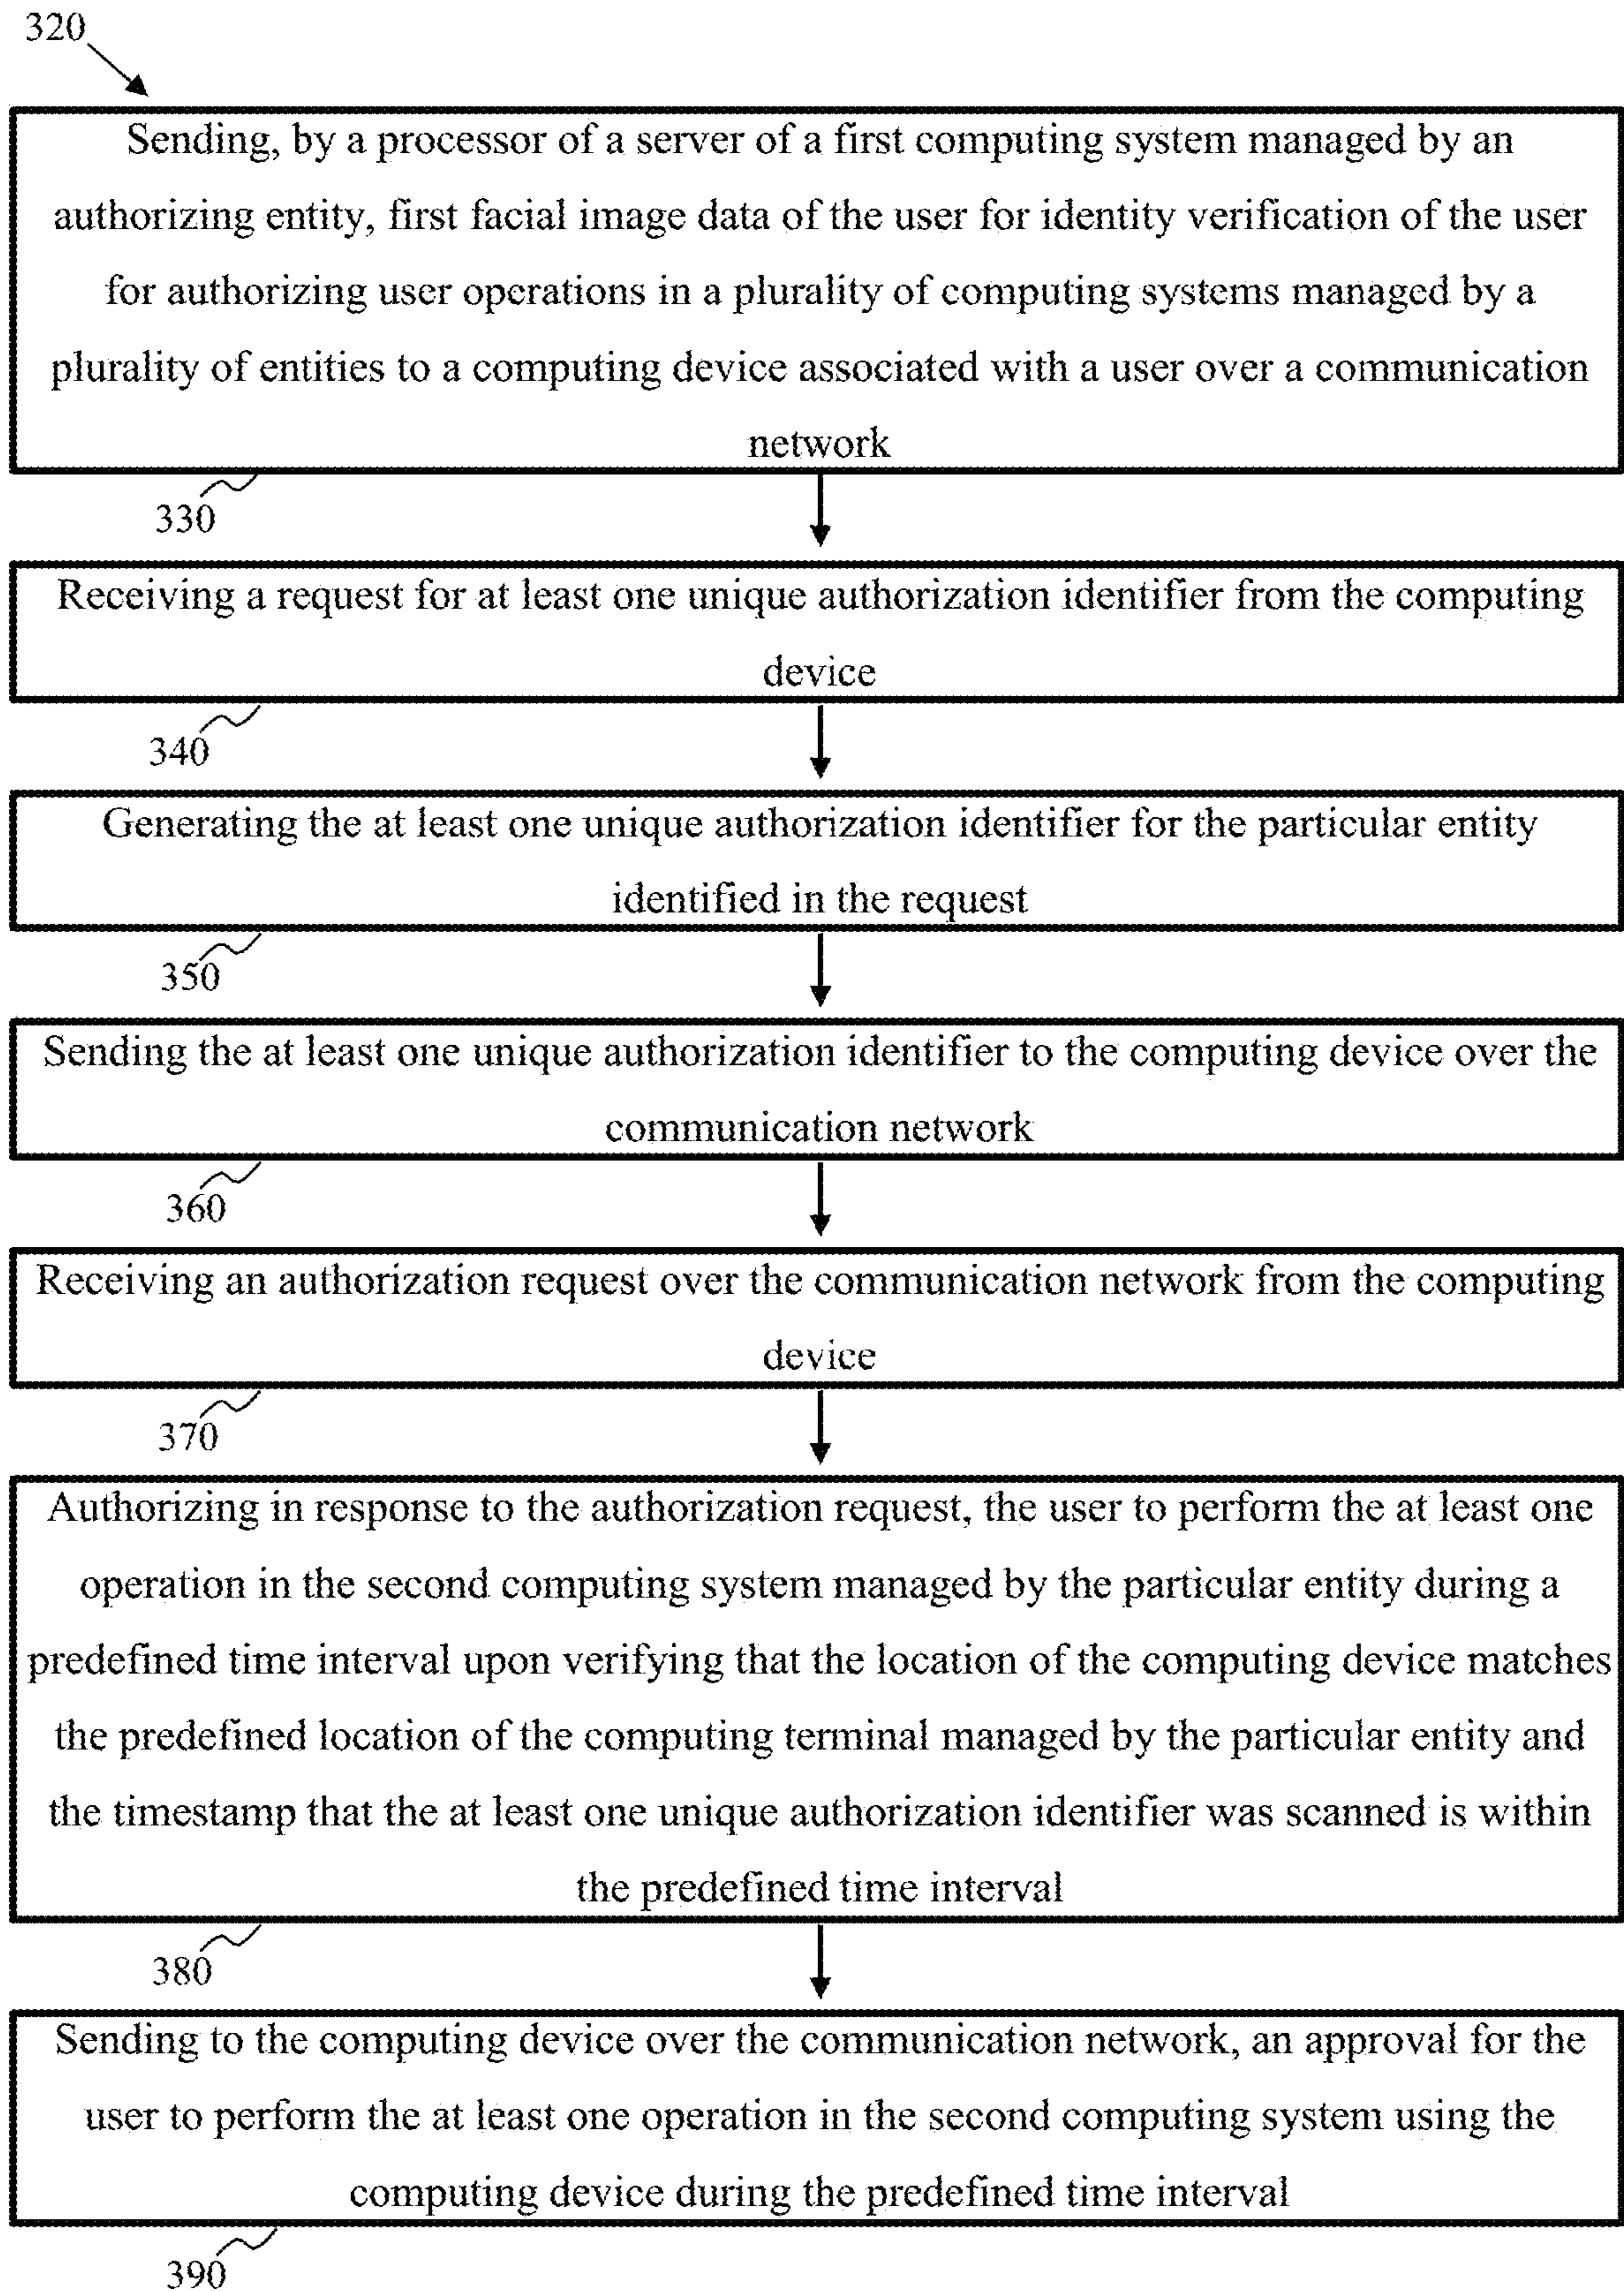 320
Sending, by a processor of a server of a first computing system managed by an
authorizing entity, first facial image data of the user for identity verification of the user
for authorizing user operations in a plurality of computing systems managed by a
plurality of entities to a computing device associated with a user over a communication
network
330
Receiving a request for at least one unique authorization identifier from the computing
device
340
Generating the at least one unique authorization identifier for the particular entity
identified in the request
350
Sending the at least one unique authorization identifier to the computing device over the
communication network
360
Receiving an authorization request over the communication network from the computing
device
370
Authorizing in response to the authorization request, the user to perform the at least one
operation in the second computing system managed by the particular entity during a
predefined time interval upon verifying that the location of the computing device matches
the predefined location of the computing terminal managed by the particular entity and
the timestamp that the at least one unique authorization identifier was scanned is within
the predefined time interval
380
Sending to the computing device over the communication network, an approval for the
user to perform the at least one operation in the second computing system using the
computing device during the predefined time interval
390